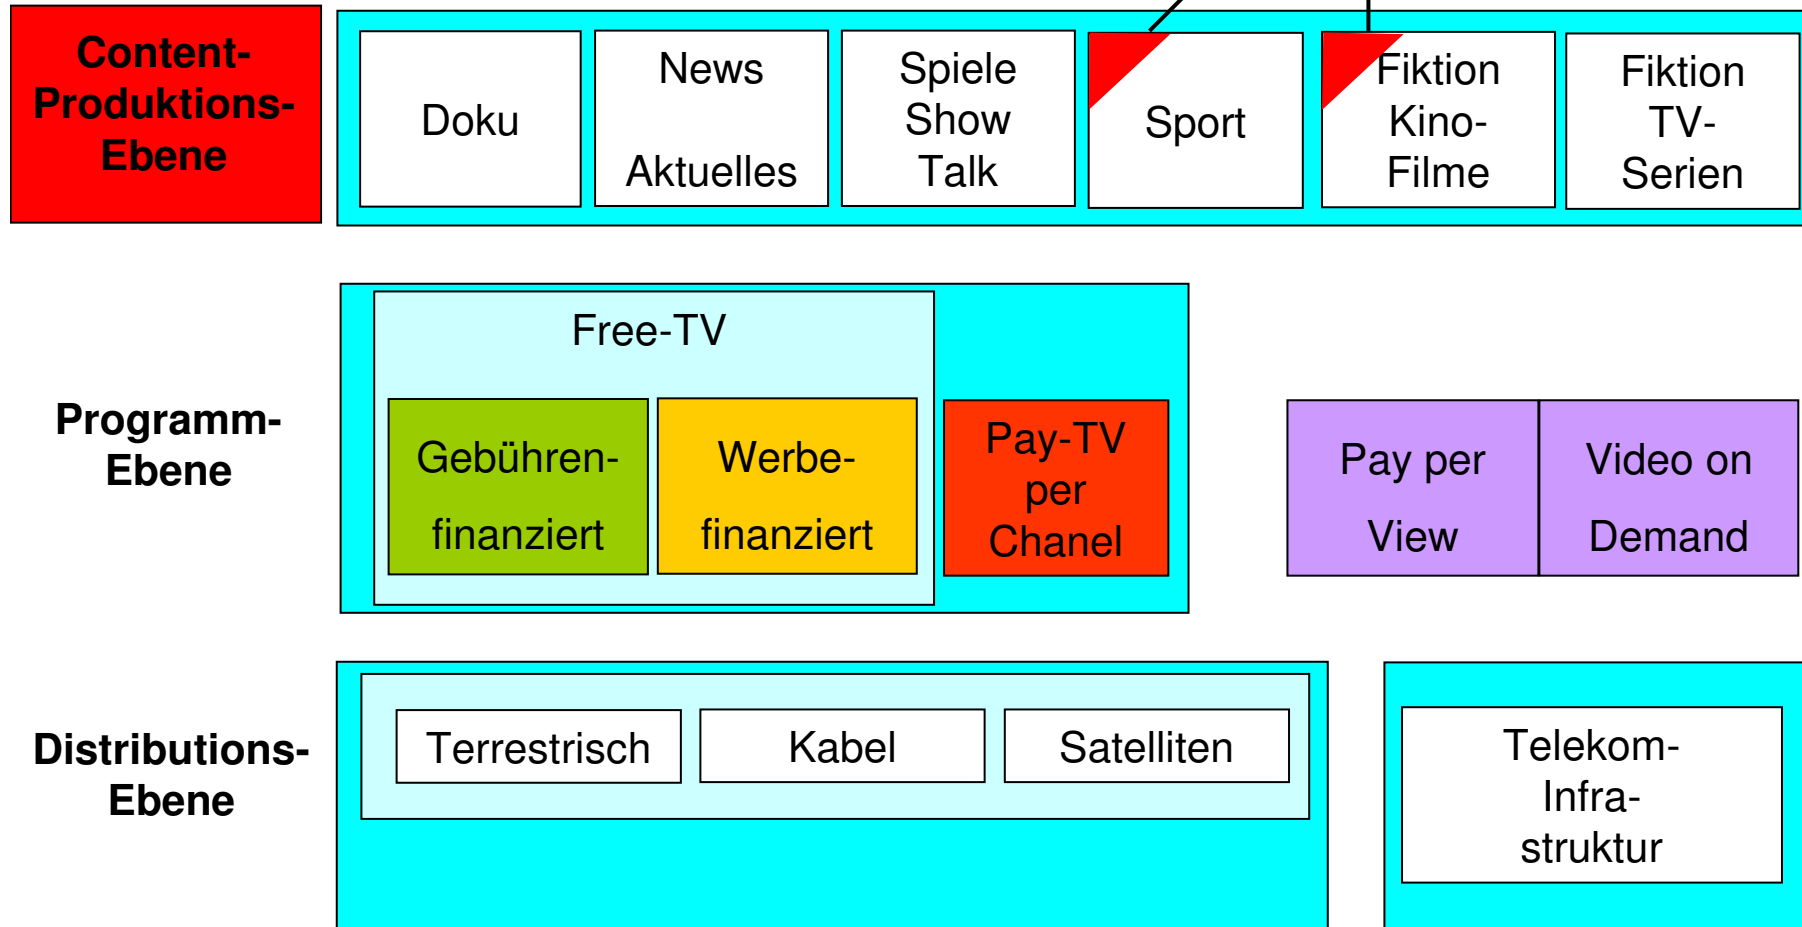 Content-
Produktions-
Ebene
Doku
News
Aktuelles
Spiele
Show
Talk
Sport
Fiktion
Kino-
Filme
Fiktion
TV-
Serien
Programm-
Ebene
Free-TV
Gebühren-
finanziert
Werbe-
finanziert
Pay-TV
per
Chanel
Pay per
View
Video on
Demand
Distributions-
Ebene
Terrestrisch
Kabel
Satelliten
Telekom-
Infra-
struktur